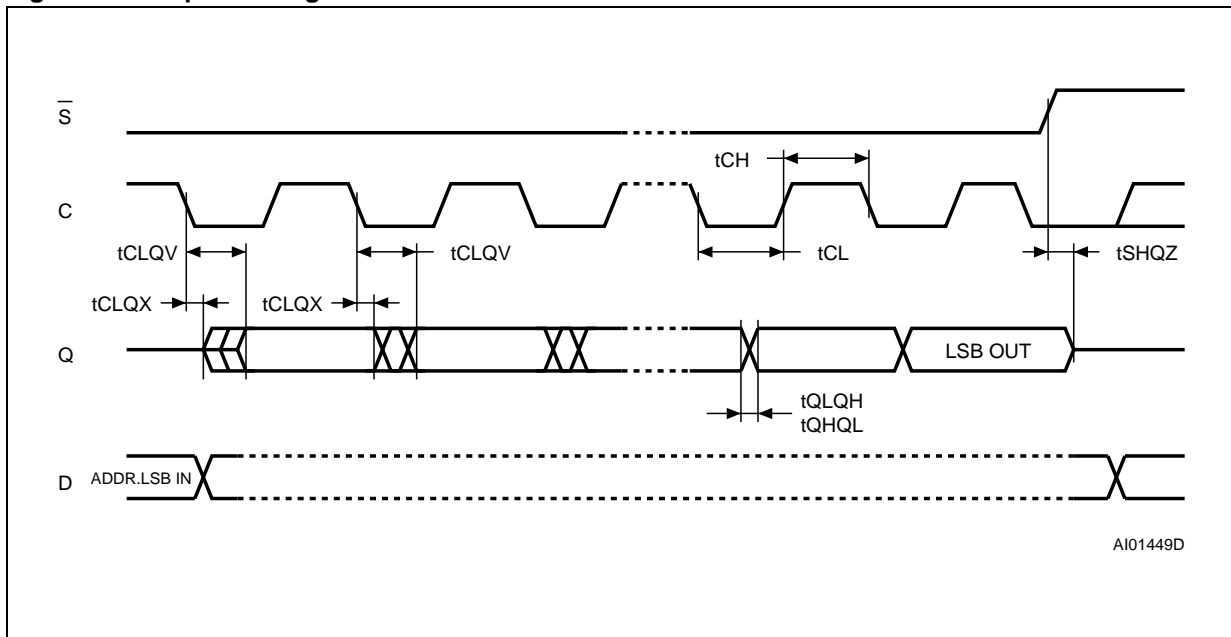 S
tCH
C
tCLQV
tCLQV
tCL
tSHQZ
tCLQX
tCLQX
Q
LSB OUT
tQLQH
tQHQL
D
ADDR.LSB IN
AI01449D